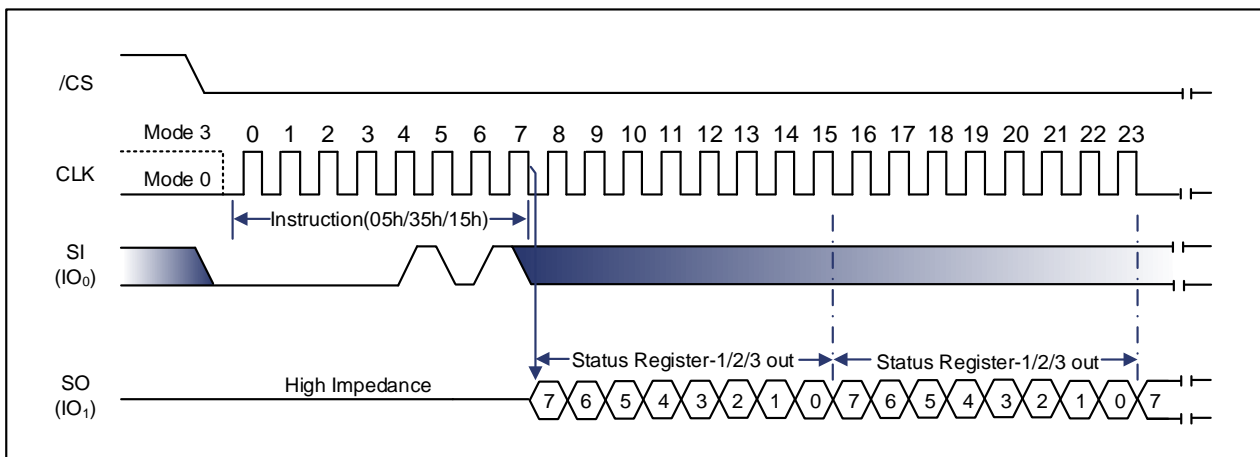 /CS
Mode 3
0 1 2 3 4 5 6 7 8 9 10 11 12 13 14 15 16 17 18 19 20 21 22 23
CLK
Mode 0
Instruction(05h/35h/15h)
SI
(IO₀)
Status Register-1/2/3 out Status Register-1/2/3 out
High Impedance
SO
(IO₁)
7 6 5 4 3 2 1 0 7 6 5 4 3 2 1 0 7